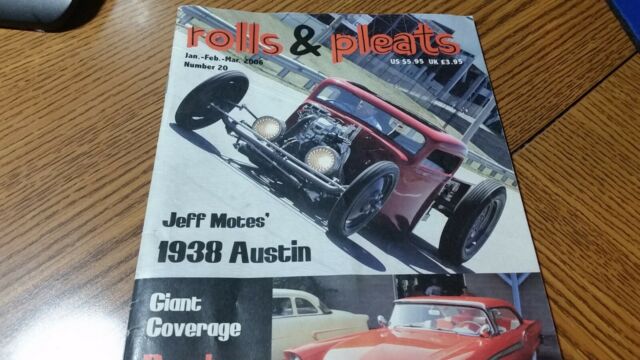 rolls & pleats
Jan.-Feb.-Mar. 2006
Number 20
US $5.95 UK £3.95
Jeff Motes'
1938 Austin
Giant
Coverage